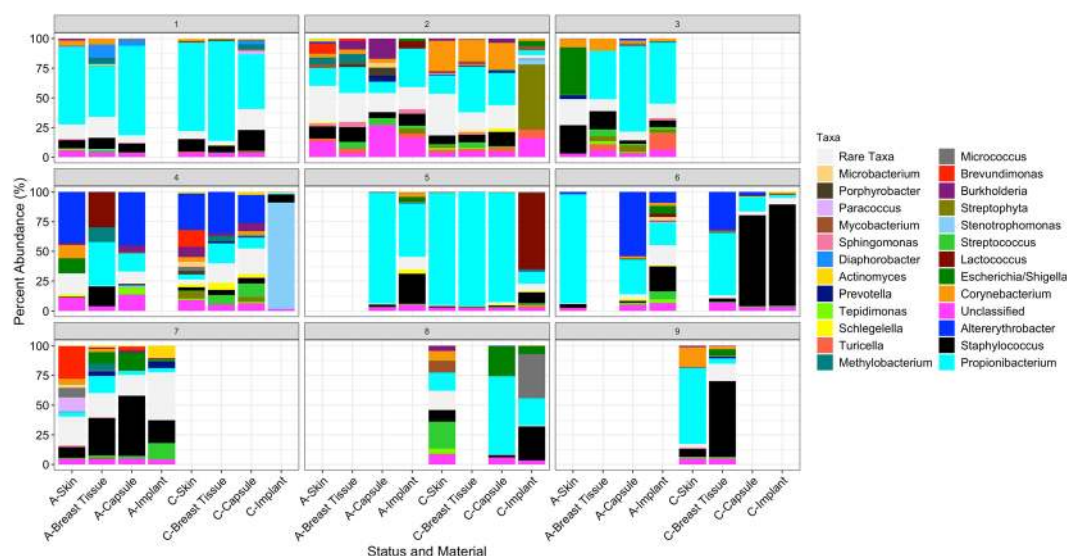 1
2
3
100
75
50
25
0
4
5
6
100
75
50
25
0
7
8
9
100
75
50
25
0
Percent Abundance (%)
A-Skin
A-Breast Tissue
A-Capsule
A-Implant
C-Skin
C-Breast Tissue
C-Capsule
C-Implant
A-Skin
A-Breast Tissue
A-Capsule
A-Implant
C-Skin
C-Breast Tissue
C-Capsule
C-Implant
A-Skin
A-Breast Tissue
A-Capsule
A-Implant
C-Skin
C-Breast Tissue
C-Capsule
C-Implant
Status and Material
Taxa
Rare Taxa
Microbacterium
Porphyrobacter
Paracoccus
Mycobacterium
Sphingomonas
Diaphorobacter
Actinomyces
Prevotella
Tepidimonas
Schlegelella
Turicella
Methylobacterium
Micrococcus
Brevundimonas
Burkholderia
Streptophyta
Stenotrophomonas
Streptococcus
Lactococcus
Escherichia/Shigella
Corynebacterium
Unclassified
Altererythrobacter
Staphylococcus
Propionibacterium